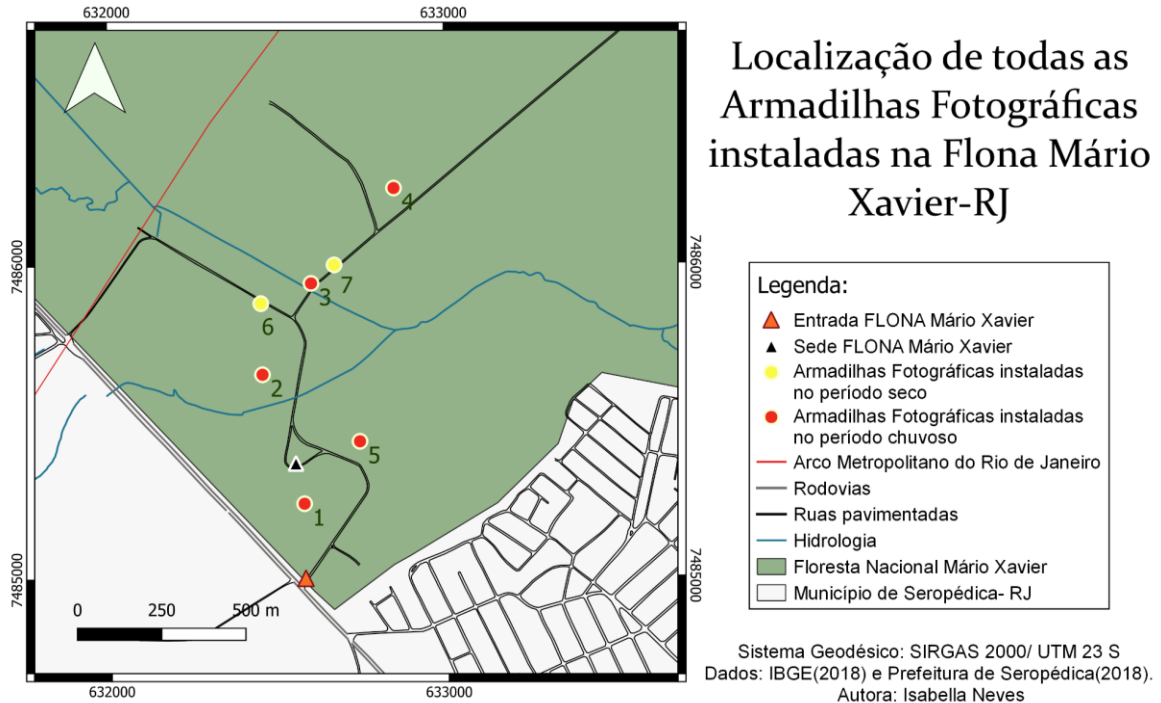 632000
633000
Localização de todas as
Armadilhas Fotográficas
instaladas na Flona Mário
Xavier-RJ
4
7486000
7486000
7
3
6
2
5
1
7485000
7485000
0 250 500 m
632000
633000
Legenda:
Entrada FLONA Mário Xavier
Sede FLONA Mário Xavier
Armadilhas Fotográficas instaladas
no período seco
Armadilhas Fotográficas instaladas
no período chuvoso
Arco Metropolitano do Rio de Janeiro
Rodovias
Ruas pavimentadas
Hidrologia
Floresta Nacional Mário Xavier
Município de Seropédica- RJ
Sistema Geodésico: SIRGAS 2000/ UTM 23 S
Dados: IBGE(2018) e Prefeitura de Seropédica(2018).
Autora: Isabella Neves